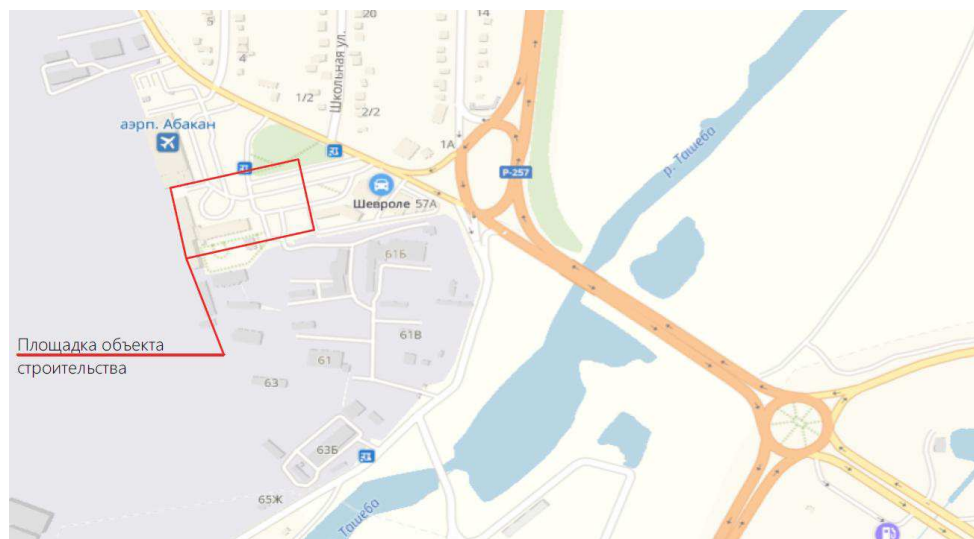 20
14
5
4
1/2
Школьная ул.
2/2
аэрп. Абакан
1А
Р-257
р. Ташеба
Шевроле 57А
61Б
Площадка объекта
строительства
61В
61
63
63Б
65Ж
Ташеба